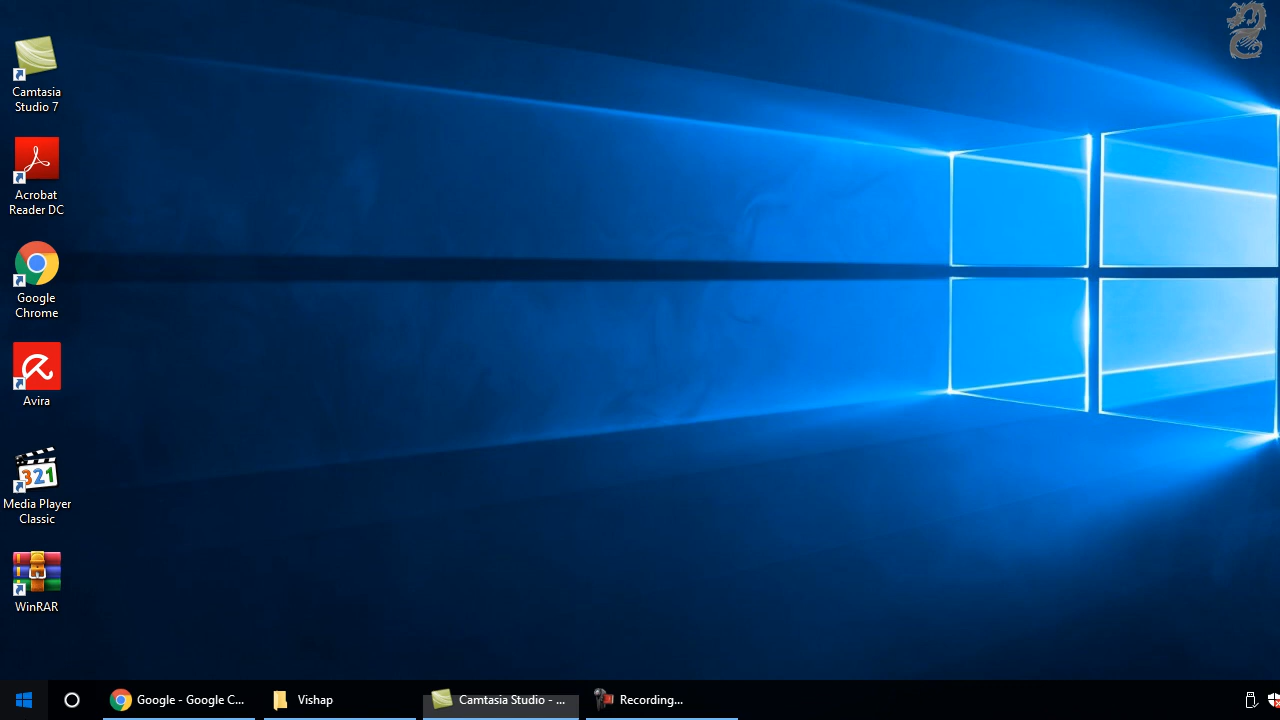 Camtasia
Studio 7
Acrobat
Reader DC
Google
Chrome
Avira
321
Media Player
Classic
WinRAR
Google - Google C...
Vishap
Camtasia Studio - ...
Recording...